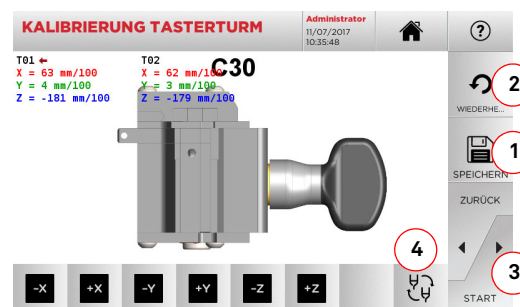 KALIBRIERUNG TASTERTURM
Administrator
11/07/2017
10:35:48
?
T01
X = 63 mm/100
Y = 4 mm/100
Z = -181 mm/100
T02
X = 62 mm/100
Y = 3 mm/100
Z = -179 mm/100
C30
2
WIEDERHE...
1
SPEICHERN
ZURÜCK
4
3
START
-X
+X
-Y
+Y
-Z
+Z